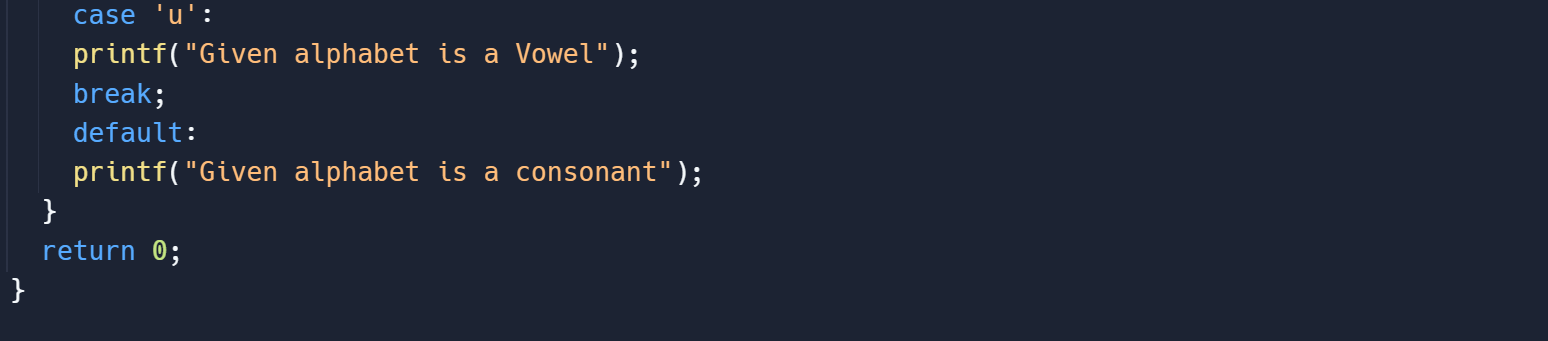 case 'u':
printf("Given alphabet is a Vowel");
break;
default:
printf("Given alphabet is a consonant");
}
return 0;
}